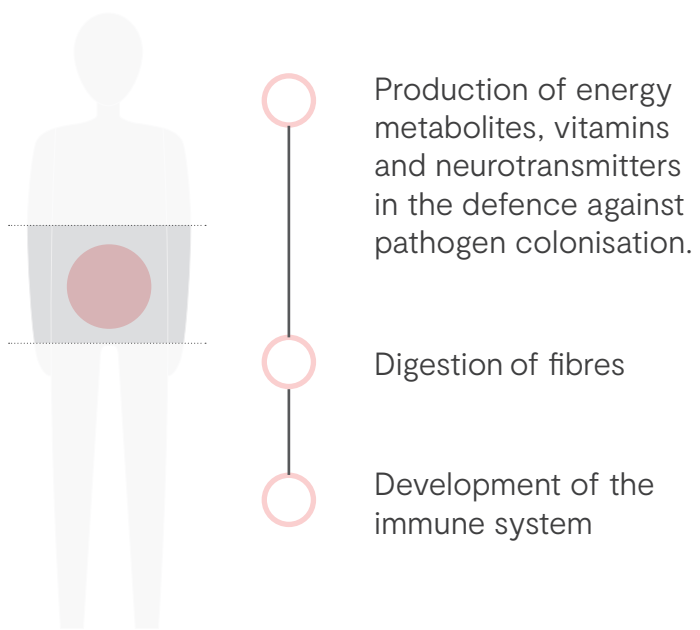 Production of energy
metabolites, vitamins
and neurotransmitters
in the defence against
pathogen colonisation.
Digestion of fibres
Development of the
immune system